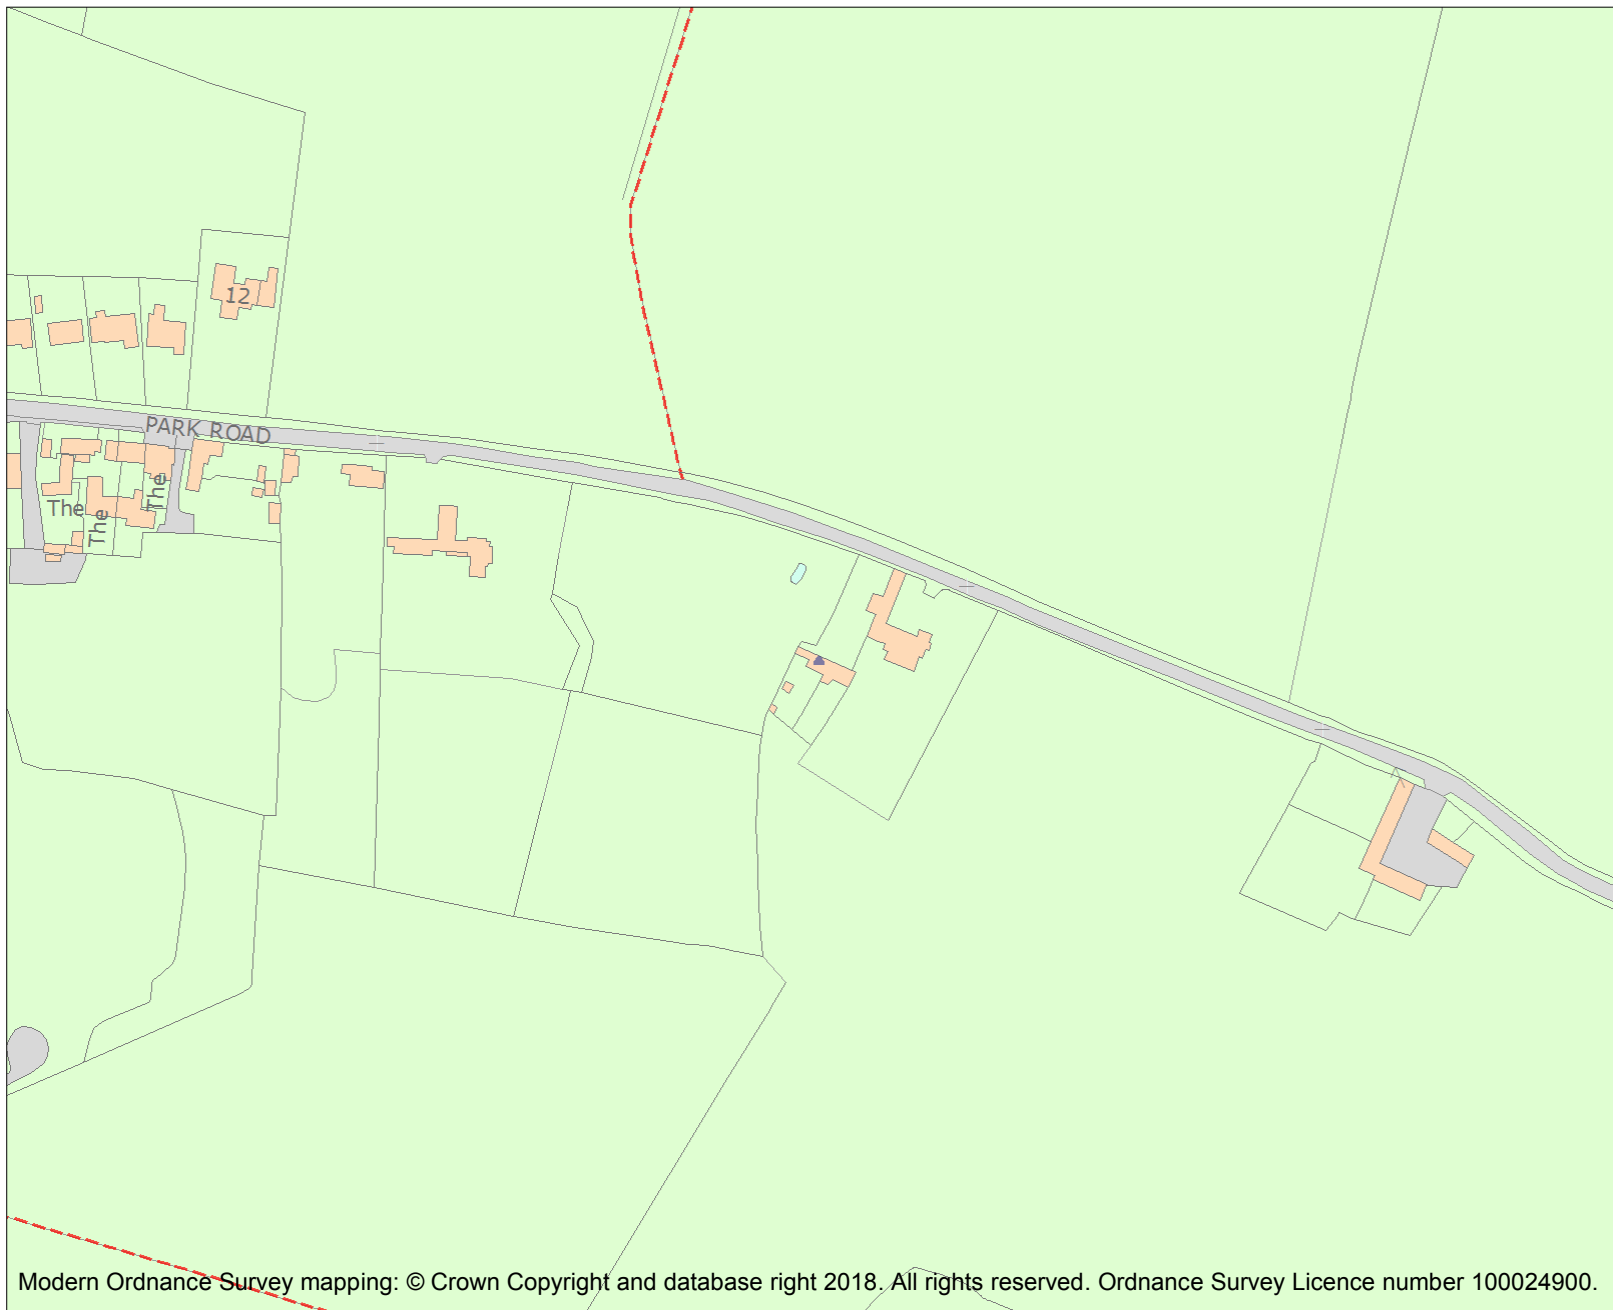 12
PARK ROAD
The
The
The
Modern Ordnance Survey mapping: © Crown Copyright and database right 2018. All rights reserved. Ordnance Survey Licence number 100024900.